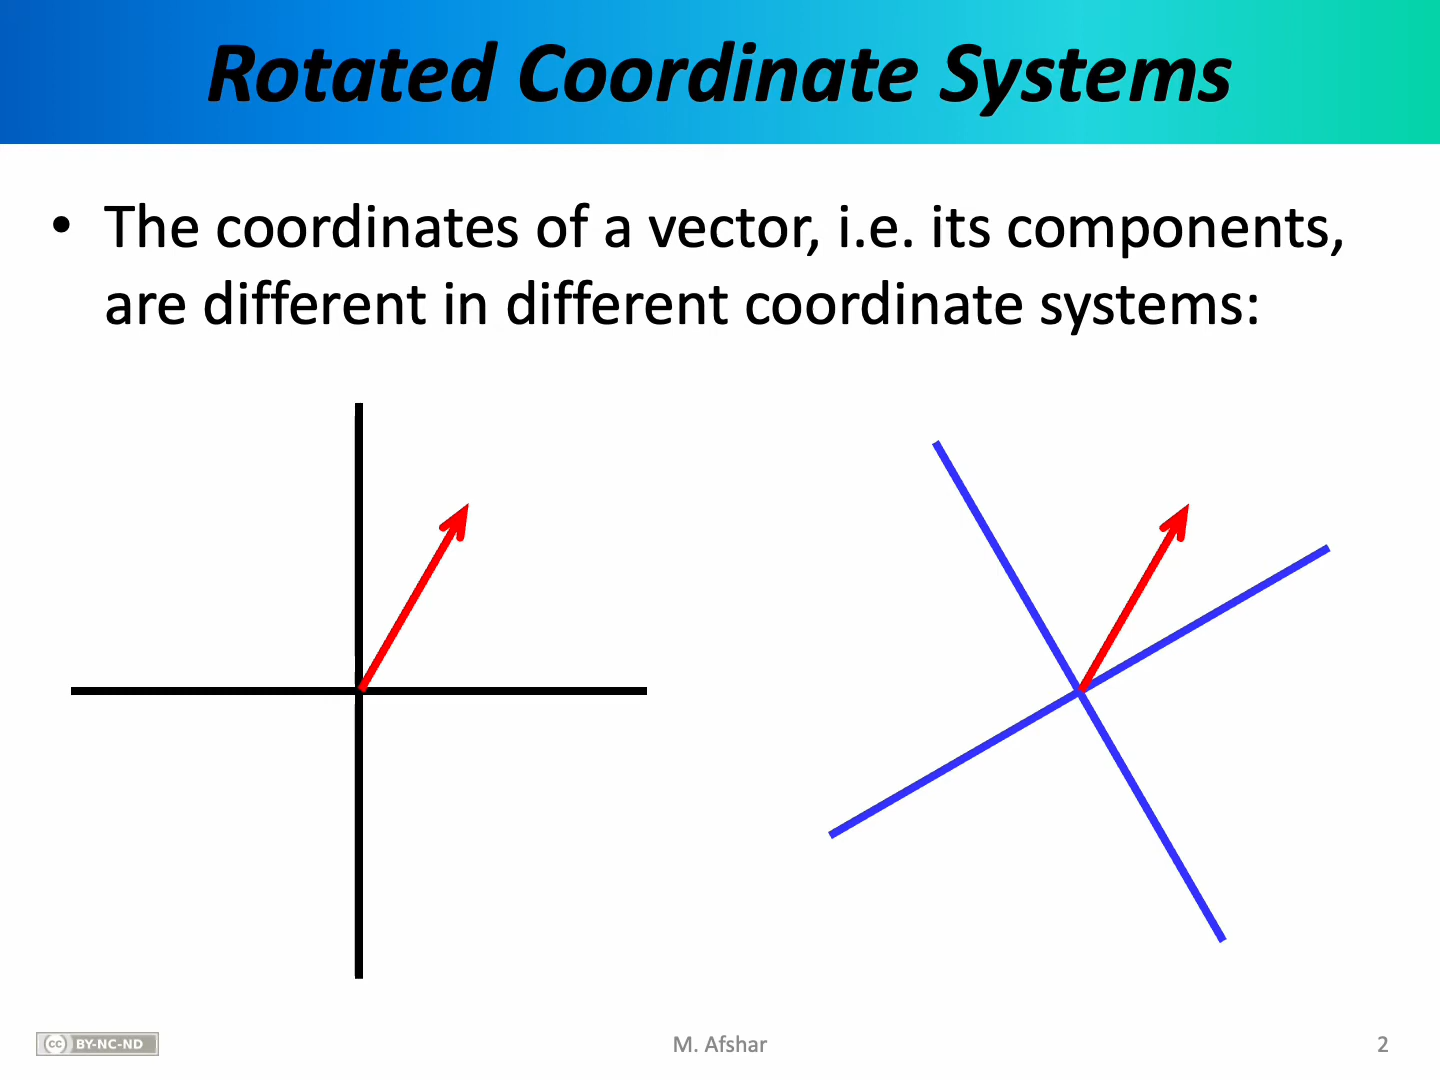 Rotated Coordinate Systems
• The coordinates of a vector, i.e. its components,
are different in different coordinate systems:
cc BY-NC-ND
M. Afshar
2